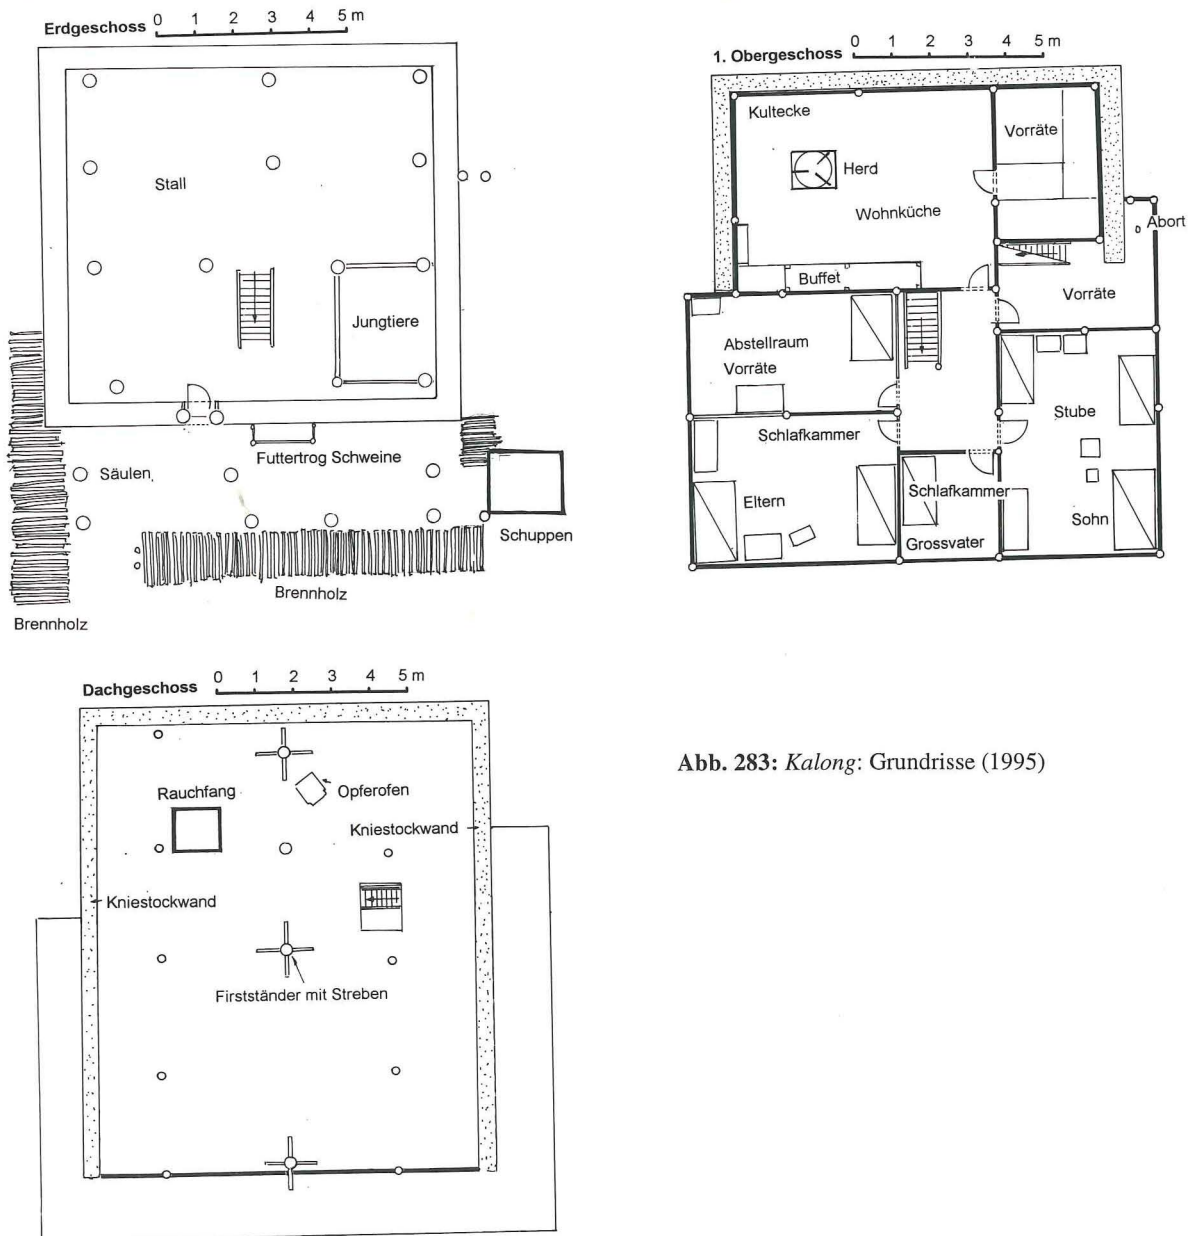 Erdgeschoss 0 1 2 3 4 5 m
Stall
Jungtiere
Futtertrog Schweine
Säulen
Schuppen
Brennholz
Brennholz
1. Obergeschoss 0 1 2 3 4 5 m
Kultecke
Vorräte
Herd
Wohnküche
Abort
Buffet
Vorräte
Abstellraum
Vorräte
Stube
Schlafkammer
Eltern
Schlafkammer
Sohn
Grossvater
Dachgeschoss 0 1 2 3 4 5 m
Rauchfang
Opferofen
Kniestockwand
Kniestockwand
Firstständer mit Streben
Abb. 283: Kalong: Grundrisse (1995)